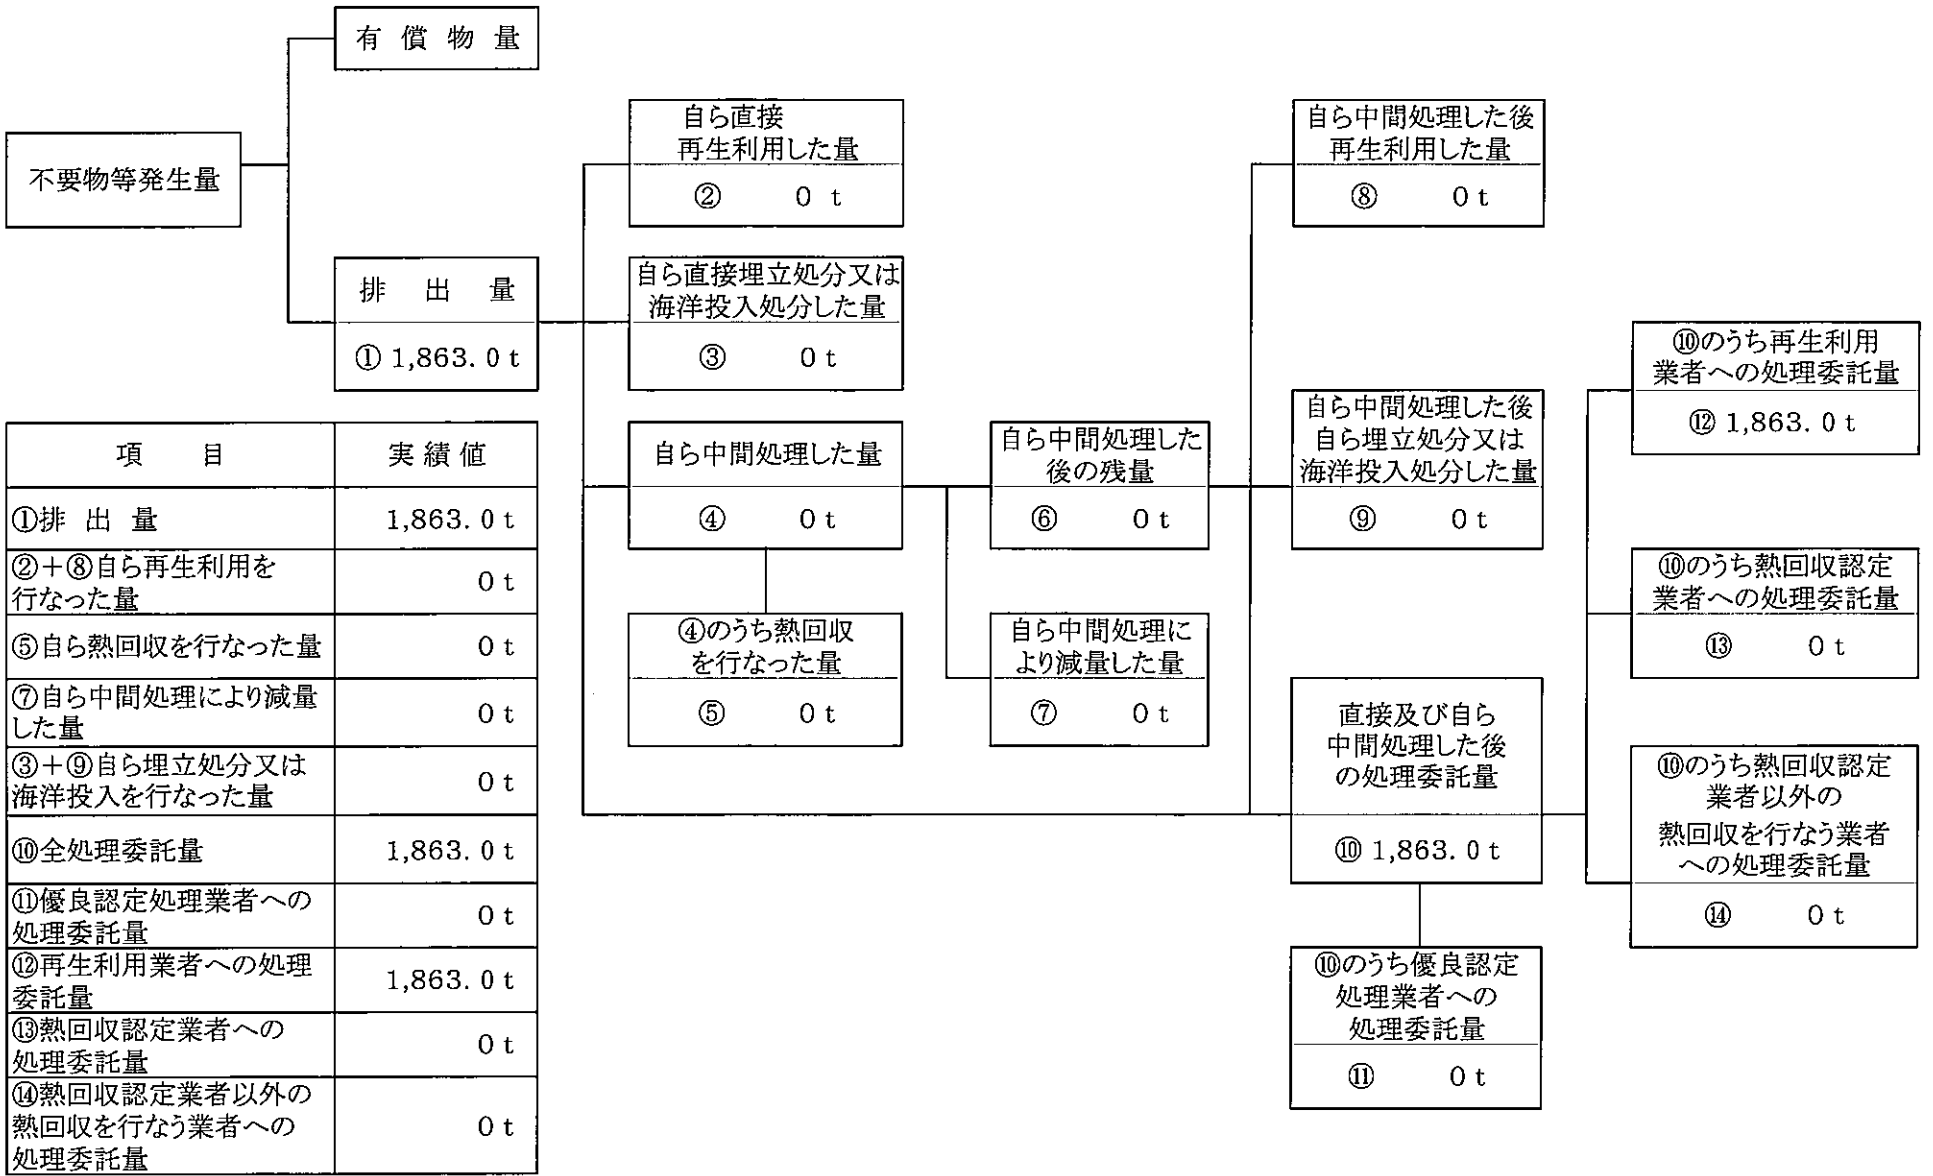 有償物量
不要物等発生量
排出量
① 1,863.0 t
自ら直接
再生利用した量
② 0 t
自ら直接埋立処分又は
海洋投入処分した量
③ 0 t
自ら中間処理した量
④ 0 t
④のうち熱回収
を行なった量
⑤ 0 t
自ら中間処理した
後の残量
⑥ 0 t
自ら中間処理に
より減量した量
⑦ 0 t
自ら中間処理した後
再生利用した量
⑧ 0 t
自ら中間処理した後
自ら埋立処分又は
海洋投入処分した量
⑨ 0 t
直接及び自ら
中間処理した後
の処理委託量
⑩ 1,863.0 t
⑩のうち優良認定
処理業者への
処理委託量
⑪ 0 t
⑩のうち再生利用
業者への処理委託量
⑫ 1,863.0 t
⑩のうち熱回収認定
業者への処理委託量
⑬ 0 t
⑩のうち熱回収認定
業者以外の
熱回収を行なう業者
への処理委託量
⑭ 0 t
項目 実績値
①排出量 1,863.0 t
②+⑧自ら再生利用を
行なった量 0 t
⑤自ら熱回収を行なった量 0 t
⑦自ら中間処理により減量
した量 0 t
③+⑨自ら埋立処分又は
海洋投入を行なった量 0 t
⑩全処理委託量 1,863.0 t
⑪優良認定処理業者への
処理委託量 0 t
⑫再生利用業者への処理
委託量 1,863.0 t
⑬熱回収認定業者への
処理委託量 0 t
⑭熱回収認定業者以外の
熱回収を行なう業者への
処理委託量 0 t